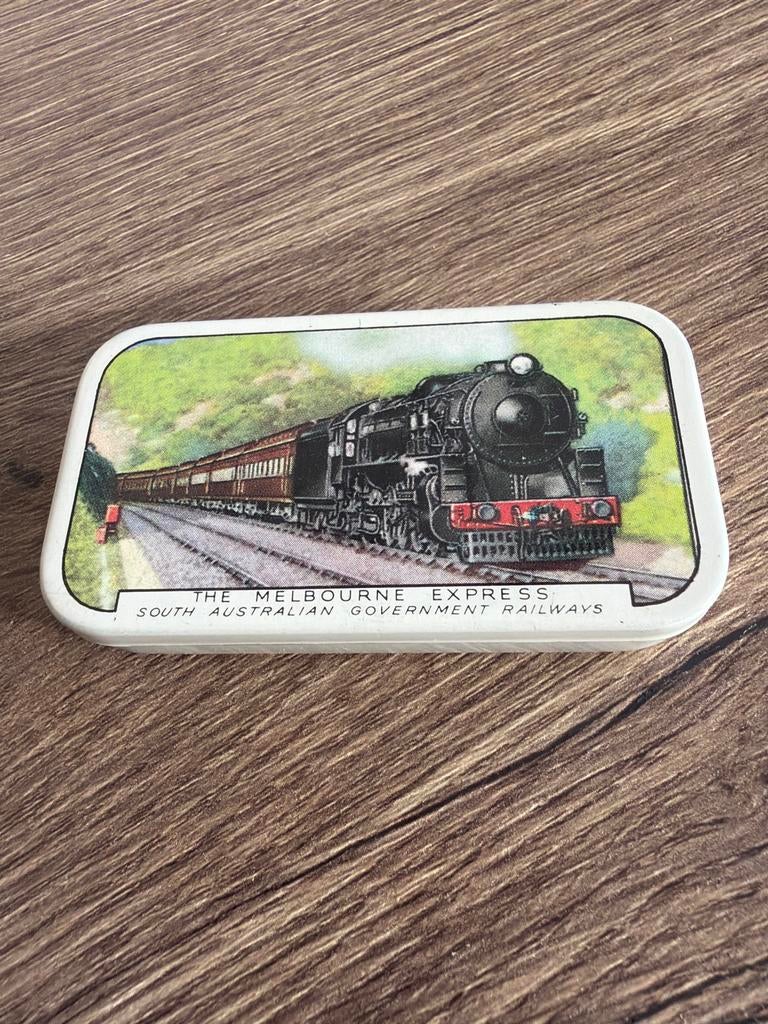 THE MELBOURNE EXPRESS
SOUTH AUSTRALIAN GOVERNMENT RAILWAYS